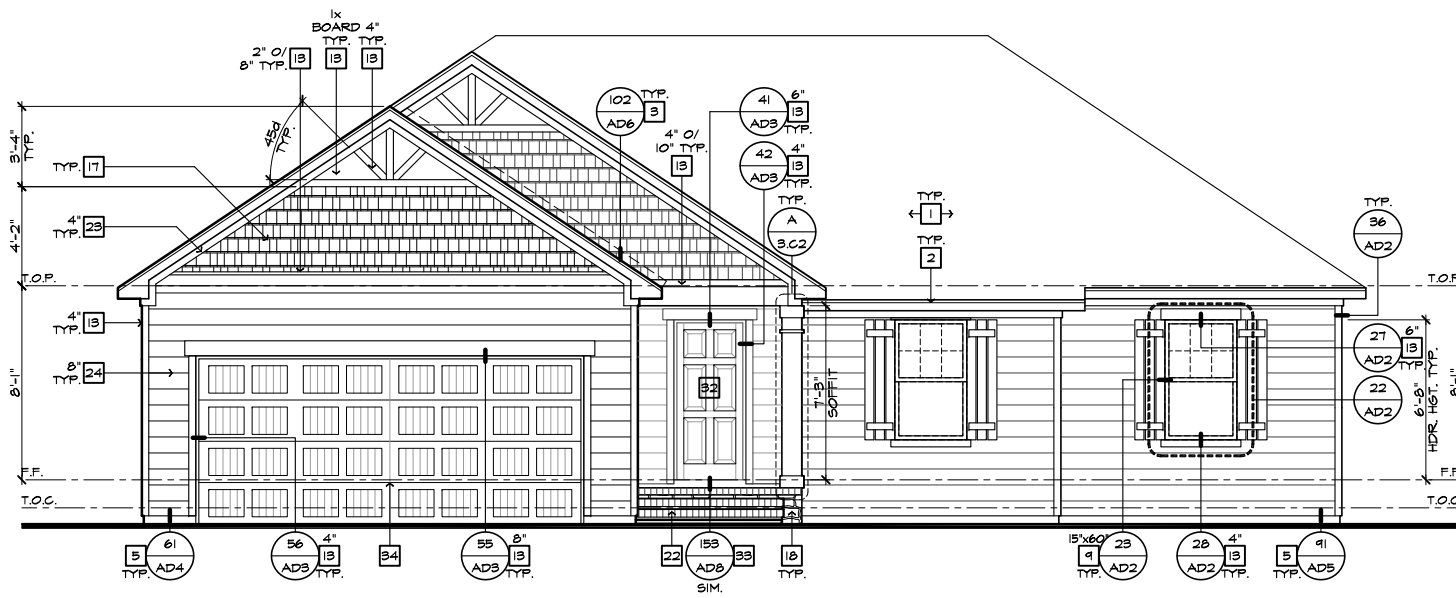 1x
BOARD 4"
TYP. TYP.
2" O/
8" TYP. 13 13 13
45d
TYP.
3'-4"
TYP.
TYP. 17
4'-2"
4"
TYP. 23
T.O.P.
4"
TYP. 13
8'-1"
8"
TYP. 24
F.F.
T.O.C.
102
AD6
TYP.
3
4" O/
10" TYP.
13
41
AD3
6"
13
TYP.
42
AD3
4"
13
TYP.
TYP.
A
3.C2
TYP.
1
TYP.
2
TYP.
36
AD2
T.O.P.
27
AD2
6"
13
TYP.
22
AD2
6'-8"
HDR. HGT. TYP.
8'-1"
F.F.
T.O.C.
32
7'-3"
SOFFIT
5
TYP.
61
AD4
56
AD3
4"
13
TYP.
34
55
AD3
8"
13
TYP.
22
153
AD8
SIM.
33
18
TYP.
15"x60"
9
TYP.
23
AD2
28
AD2
4"
13
TYP.
5
TYP.
91
AD5